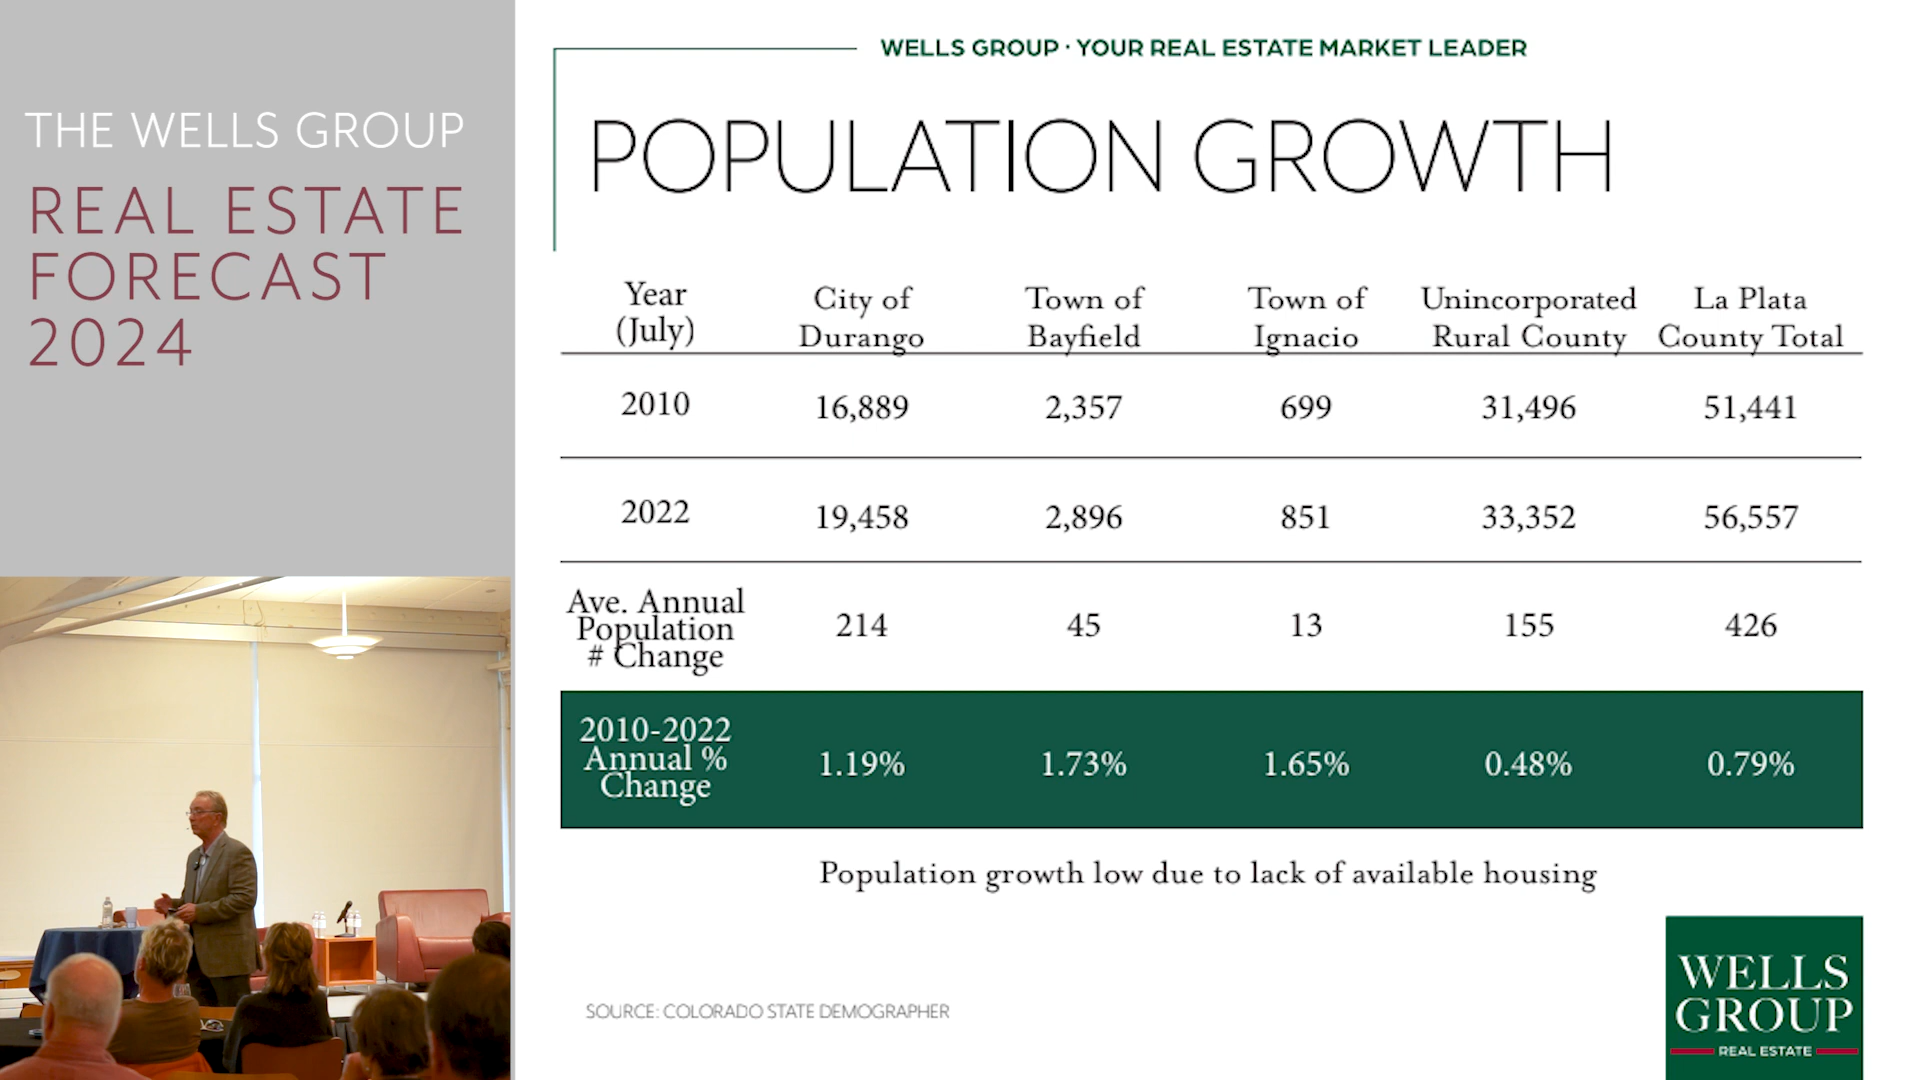 THE WELLS GROUP
REAL ESTATE
FORECAST
2024
WELLS GROUP · YOUR REAL ESTATE MARKET LEADER
POPULATION GROWTH
Year (July) City of Durango Town of Bayfield Town of Ignacio Unincorporated Rural County La Plata County Total
2010 16,889 2,357 699 31,496 51,441
2022 19,458 2,896 851 33,352 56,557
Ave. Annual Population # Change 214 45 13 155 426
2010-2022 Annual % Change 1.19% 1.73% 1.65% 0.48% 0.79%
Population growth low due to lack of available housing
SOURCE: COLORADO STATE DEMOGRAPHER
WELLS
GROUP
REAL ESTATE